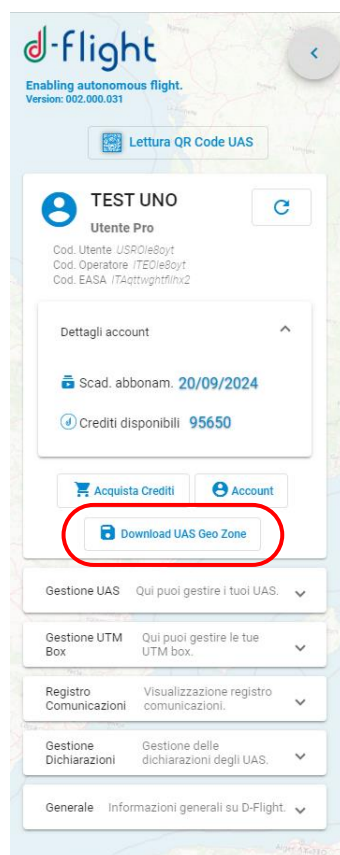 d-flight
Enabling autonomous flight.
Version: 002.000.031
Lettura QR Code UAS
TEST UNO
Utente Pro
Cod. Utente USROIe8oyt
Cod. Operatore ITEOIe8oyt
Cod. EASA
Dettagli account
Scad. abbonam. 20/09/2024
Crediti disponibili 95650
Acquista Crediti
Account
Download UAS Geo Zone
Gestione UAS Qui puoi gestire i tuoi UAS.
Gestione UTM Box
Qui puoi gestire le tue
UTM box.
Registro
Comunicazioni
Visualizzazione registro
comunicazioni.
Gestione
Dichiarazioni
Gestione delle
dichiarazioni degli UAS.
Generale Informazioni generali su D-Flight.